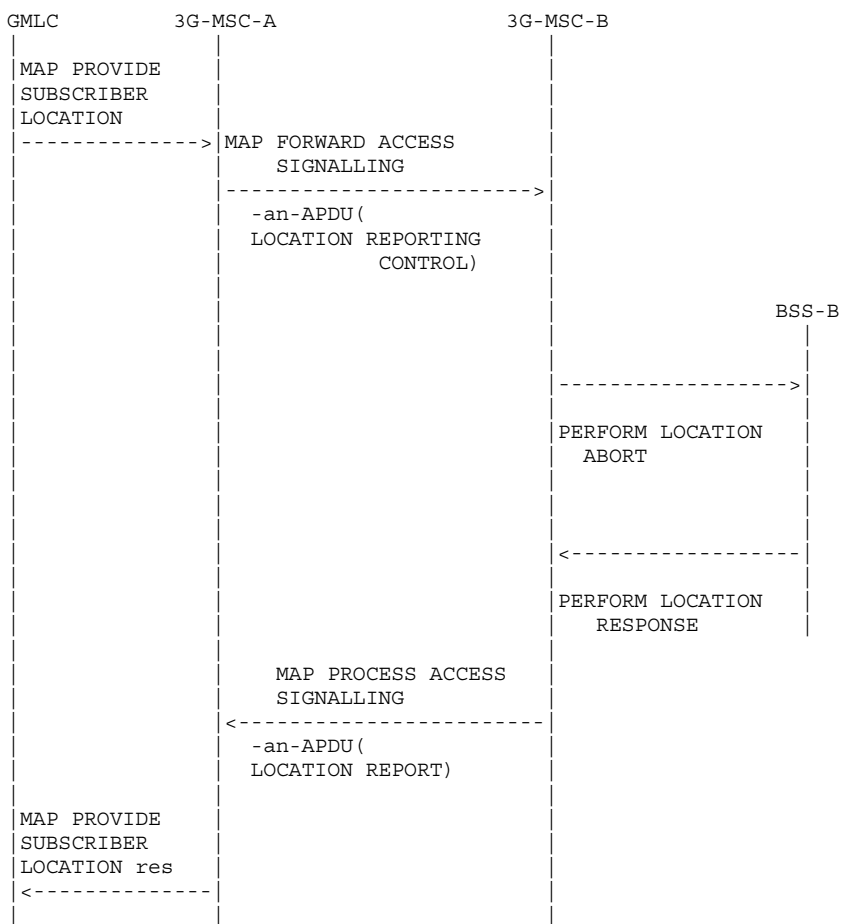 GMLC 3G-MSC-A 3G-MSC-B
MAP PROVIDE
SUBSCRIBER
LOCATION
MAP FORWARD ACCESS
SIGNALLING
-an-APDU(
LOCATION REPORTING
CONTROL)
BSS-B
PERFORM LOCATION
ABORT
PERFORM LOCATION
RESPONSE
MAP PROCESS ACCESS
SIGNALLING
-an-APDU(
LOCATION REPORT)
MAP PROVIDE
SUBSCRIBER
LOCATION res